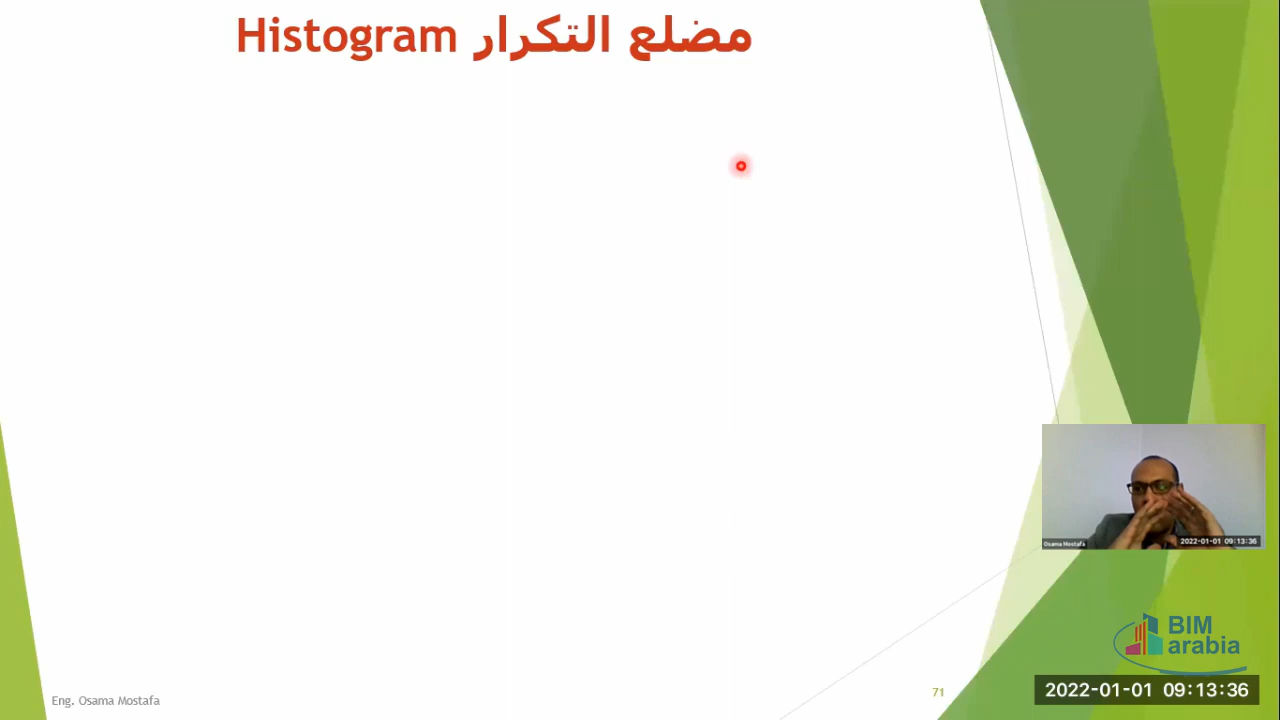 مضلع التكرار Histogram
Osama Mostafa
2022-01-01 09:13:36
BIM
arabia
Eng. Osama Mostafa
71
2022-01-01 09:13:36